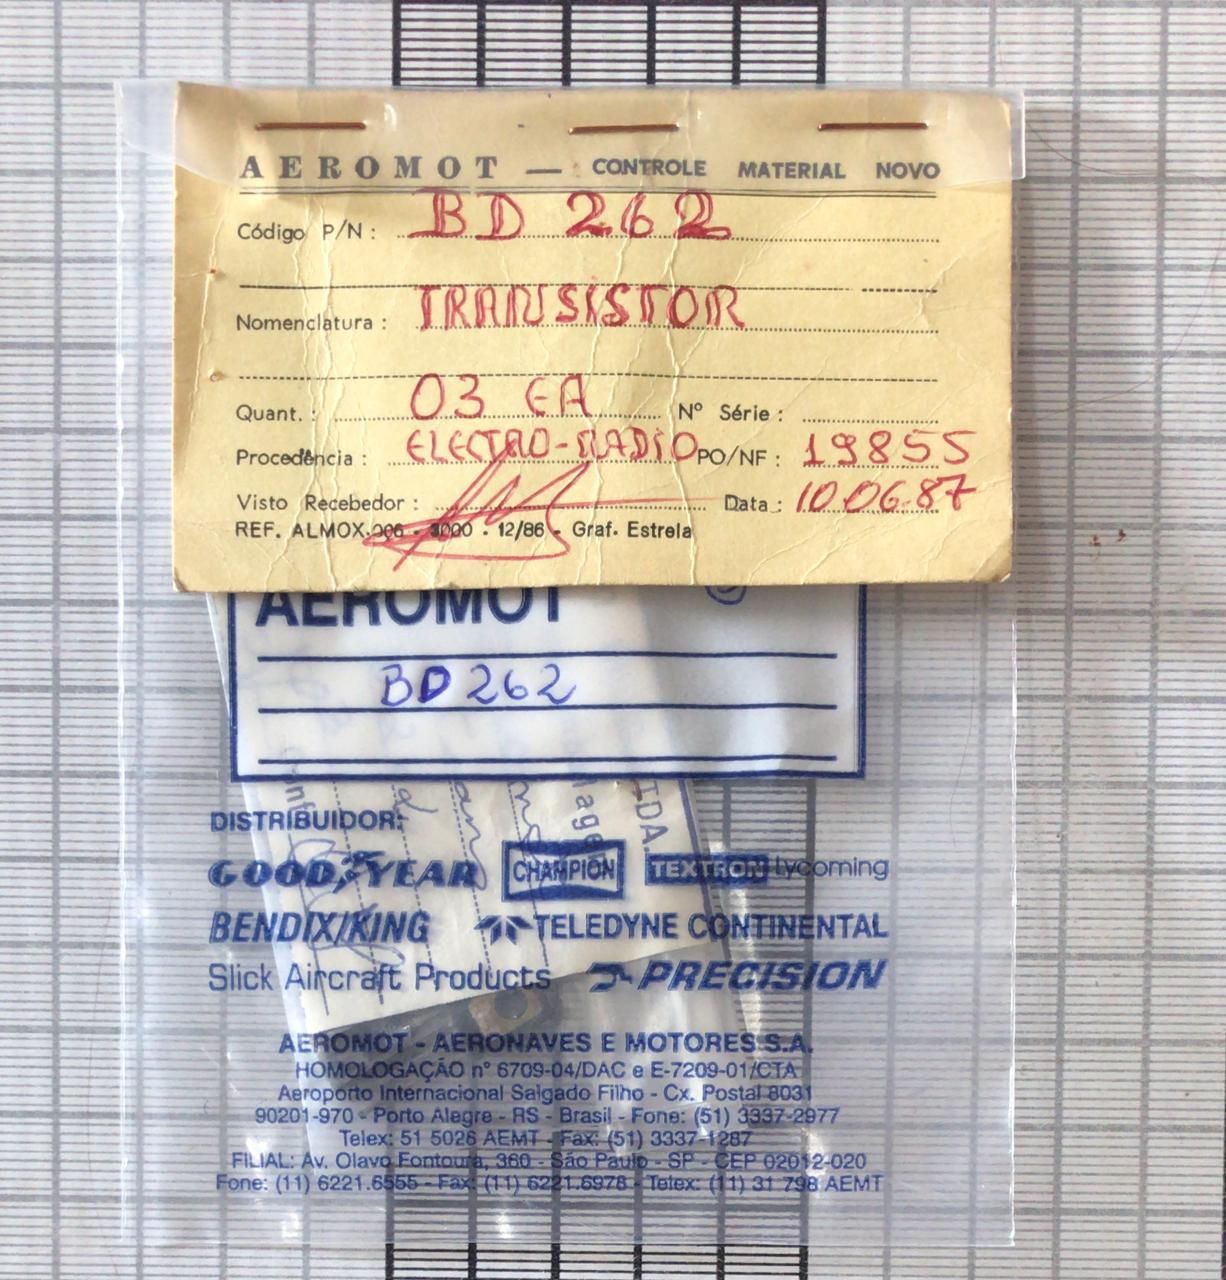 AEROMOT — CONTROLE MATERIAL NOVO
Código P/N : BD 262
Nomenclatura : TRANSISTOR
Quant. : 03 EA Nº Série :
Procedência : ELECTRO-RADIO PO/NF : 19855
Visto Recebedor : Data : 10.06.87
REF. ALMOX.006 - 3000 - 12/86 - Graf. Estrela
AEROMOT
BD 262
TDA.
DISTRIBUIDOR:
GOODYEAR CHAMPION TEXTRON Lycoming
BENDIX/KING TELEDYNE CONTINENTAL
Slick Aircraft Products PRECISION
AEROMOT - AERONAVES E MOTORES S.A.
HOMOLOGAÇÃO nº 6709-04/DAC e E-7209-01/CTA
Aeroporto Internacional Salgado Filho - Cx. Postal 8031
90201-970 - Porto Alegre - RS - Brasil - Fone: (51) 3337-2977
Telex: 51 5026 AEMT - Fax: (51) 3337-1287
FILIAL: Av. Olavo Fontoura, 360 - São Paulo - SP - CEP 02012-020
Fone: (11) 6221.6555 - Fax: (11) 6221.6978 - Telex: (11) 31 798 AEMT